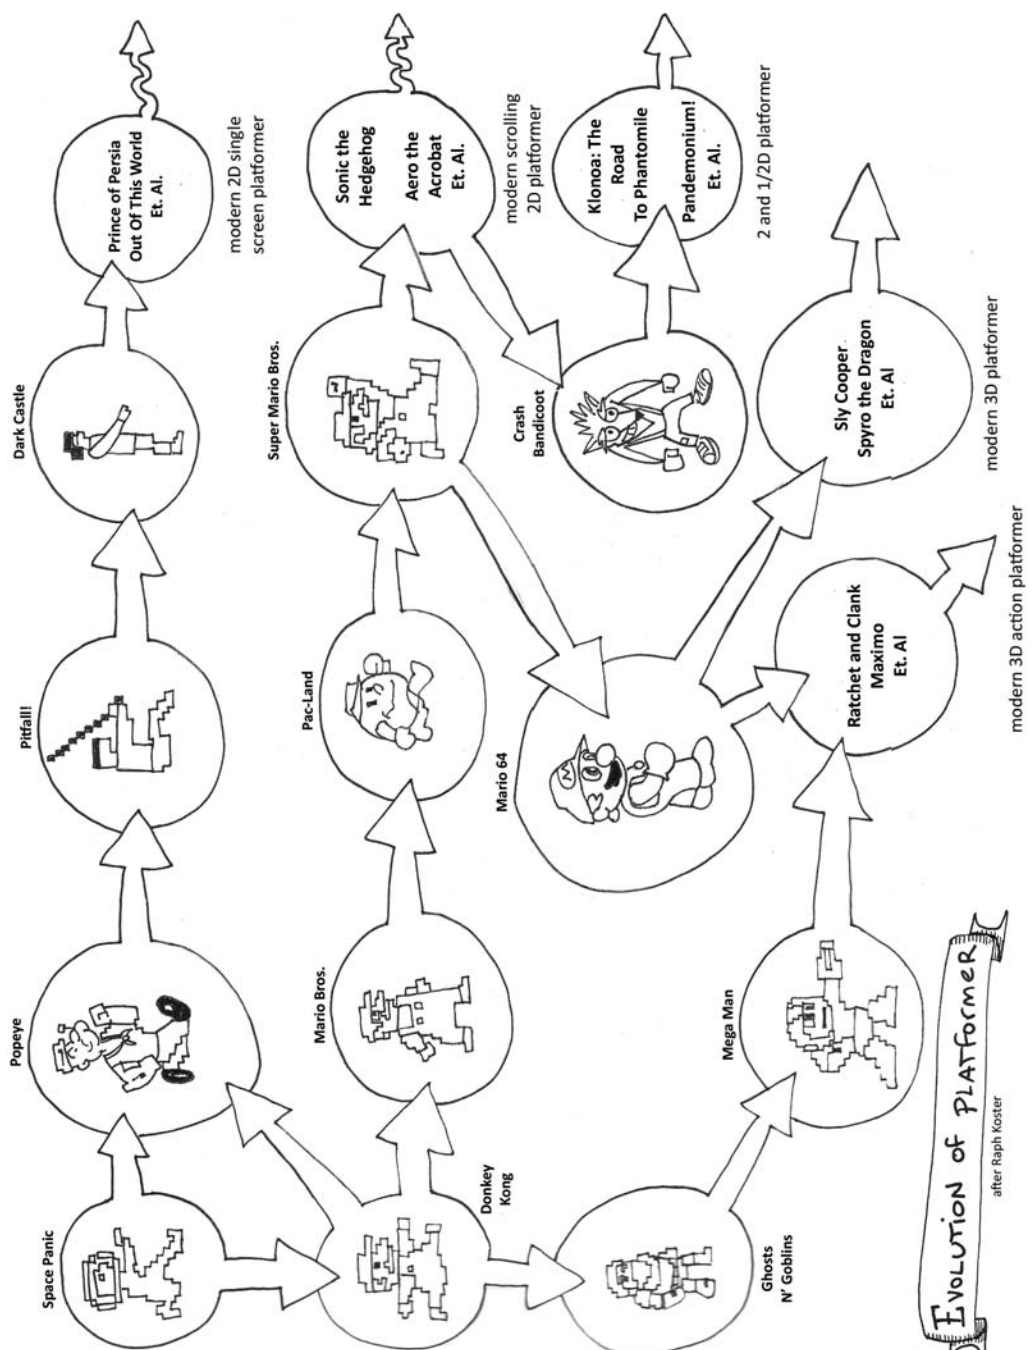 Space Panic
Popeye
Pitfall!
Dark Castle
Prince of Persia
Out Of This World
Et. Al.
modern 2D single
screen platformer
Donkey
Kong
Mario Bros.
Pac-Land
Super Mario Bros.
Sonic the
Hedgehog
Aero the
Acrobat
Et. Al.
modern scrolling
2D platformer
Crash
Bandicoot
Klonoa: The
Road
To Phantomile
Pandemonium!
Et. Al.
2 and 1/2D platformer
Mario 64
M
Sly Cooper
Spyro the Dragon
Et. Al
modern 3D platformer
Ghosts
N' Goblins
Mega Man
Ratchet and Clank
Maximo
Et. Al
modern 3D action platformer
EVOLUTION OF PLATFORMER
after Raph Koster